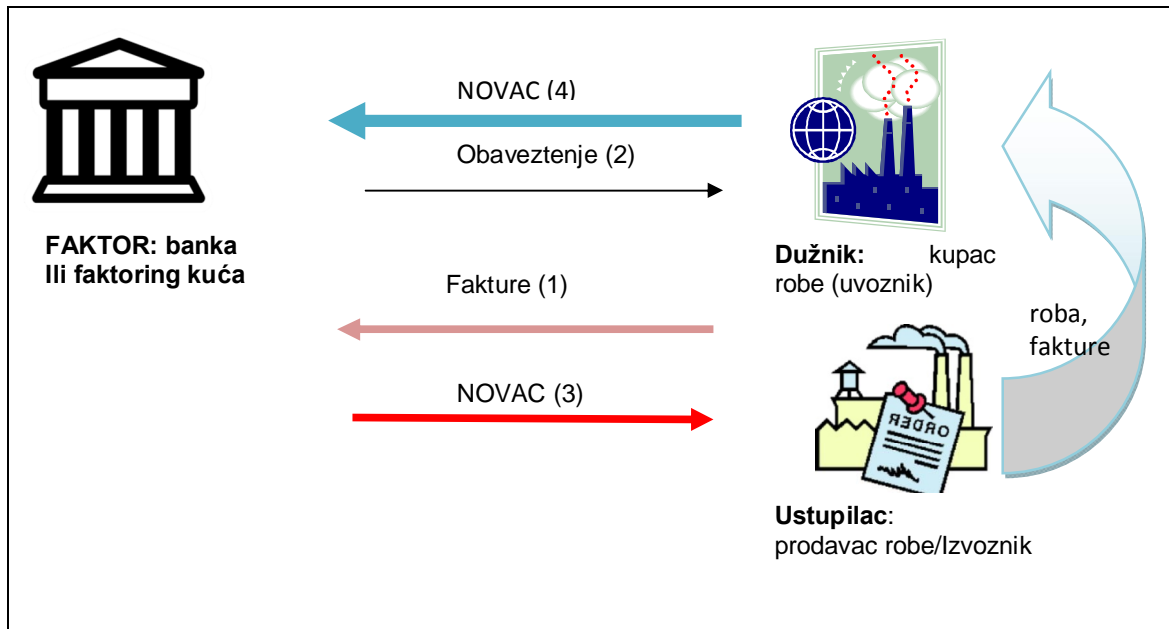 NOVAC (4)
Obaveztenje (2)
FAKTOR: banka
Ili faktoring kuća
Dužnik: kupac
robe (uvoznik)
Fakture (1)
roba,
fakture
NOVAC (3)
ORDER
Ustupilac:
prodavac robe/Izvoznik